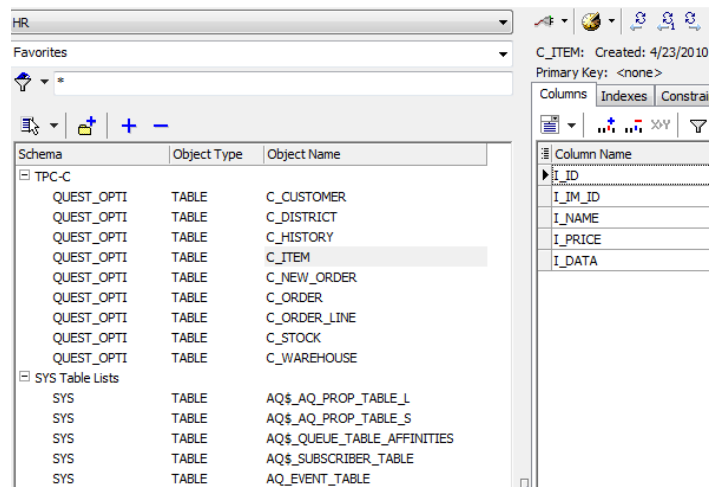 HR
Favorites
*
Schema Object Type Object Name
TPC-C
QUEST_OPTI TABLE C_CUSTOMER
QUEST_OPTI TABLE C_DISTRICT
QUEST_OPTI TABLE C_HISTORY
QUEST_OPTI TABLE C_ITEM
QUEST_OPTI TABLE C_NEW_ORDER
QUEST_OPTI TABLE C_ORDER
QUEST_OPTI TABLE C_ORDER_LINE
QUEST_OPTI TABLE C_STOCK
QUEST_OPTI TABLE C_WAREHOUSE
SYS Table Lists
SYS TABLE AQ$_AQ_PROP_TABLE_L
SYS TABLE AQ$_AQ_PROP_TABLE_S
SYS TABLE AQ$_QUEUE_TABLE_AFFINITIES
SYS TABLE AQ$_SUBSCRIBER_TABLE
SYS TABLE AQ_EVENT_TABLE
C_ITEM: Created: 4/23/2010
Primary Key: <none>
Columns Indexes Constrai
Column Name
I_ID
I_IM_ID
I_NAME
I_PRICE
I_DATA